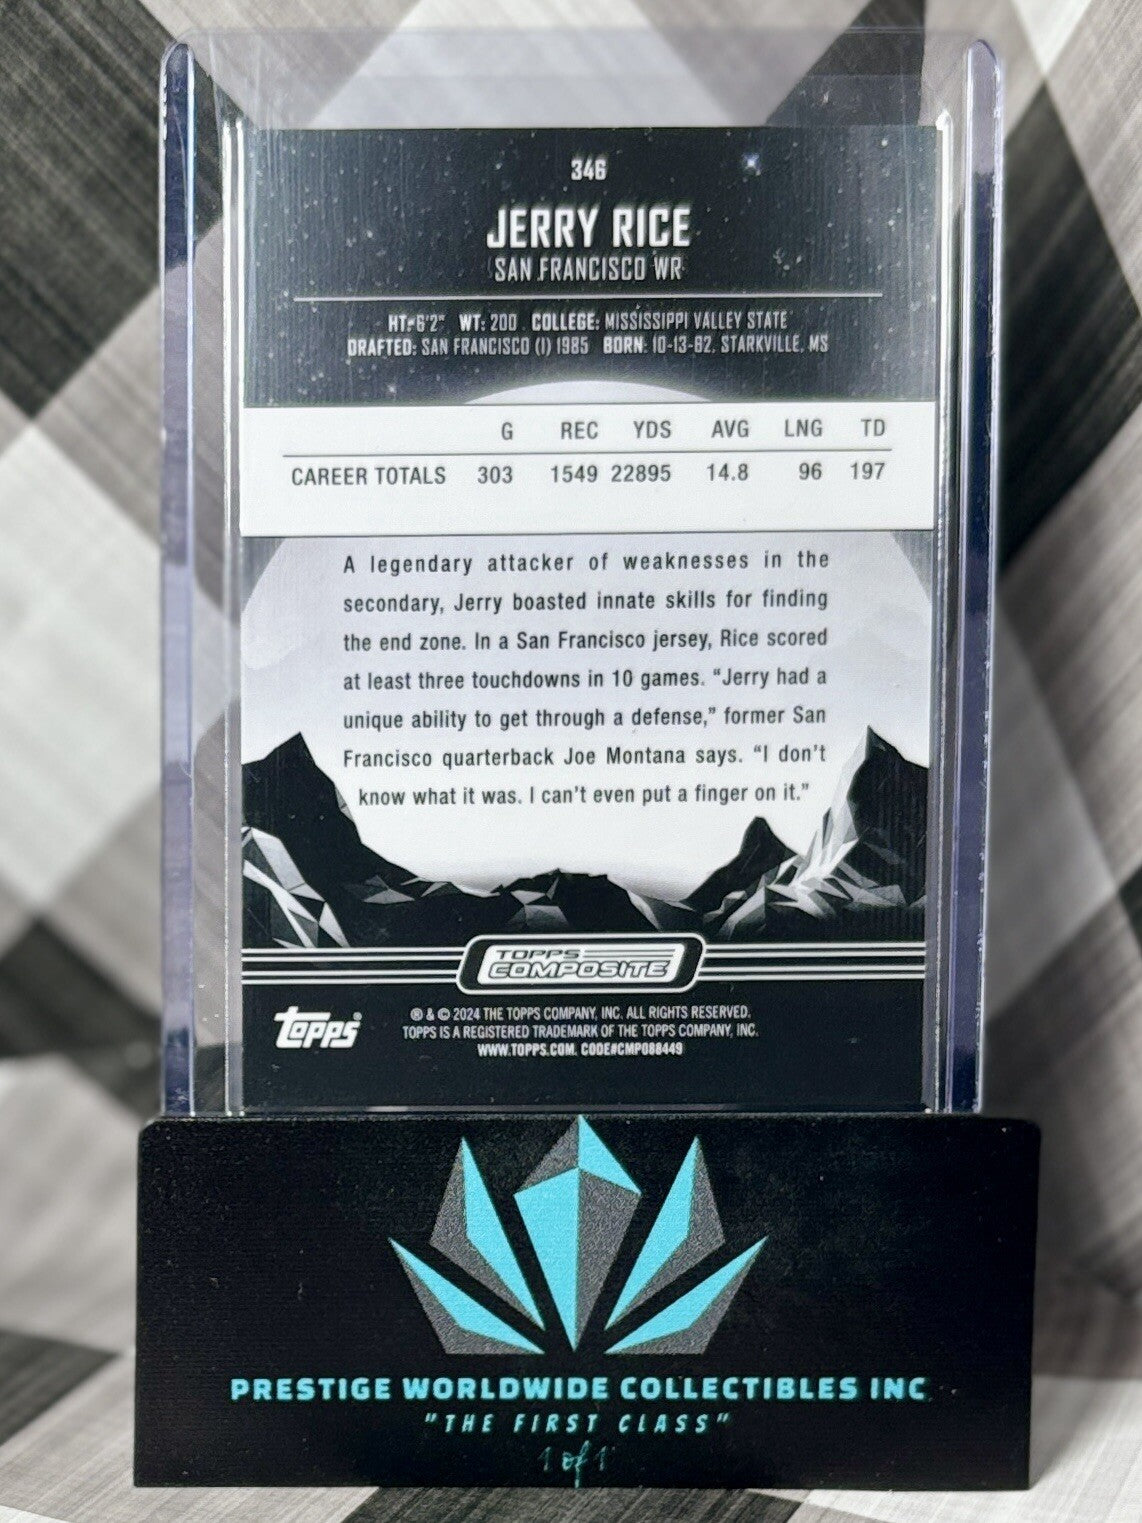 346
JERRY RICE
SAN FRANCISCO WR
HT: 6'2" WT: 200 COLLEGE: MISSISSIPPI VALLEY STATE
DRAFTED: SAN FRANCISCO (1) 1985 BORN: 10-13-62, STARKVILLE, MS
G REC YDS AVG LNG TD
CAREER TOTALS 303 1549 22895 14.8 96 197
A legendary attacker of weaknesses in the
secondary, Jerry boasted innate skills for finding
the end zone. In a San Francisco jersey, Rice scored
at least three touchdowns in 10 games. “Jerry had a
unique ability to get through a defense,” former San
Francisco quarterback Joe Montana says. “I don't
know what it was. I can't even put a finger on it.”
TOPPS
COMPOSITE
Topps®
® & © 2024 THE TOPPS COMPANY, INC. ALL RIGHTS RESERVED.
TOPPS IS A REGISTERED TRADEMARK OF THE TOPPS COMPANY, INC.
WWW.TOPPS.COM. CODE#CMP088449
PRESTIGE WORLDWIDE COLLECTIBLES INC
"THE FIRST CLASS"
1 of 1